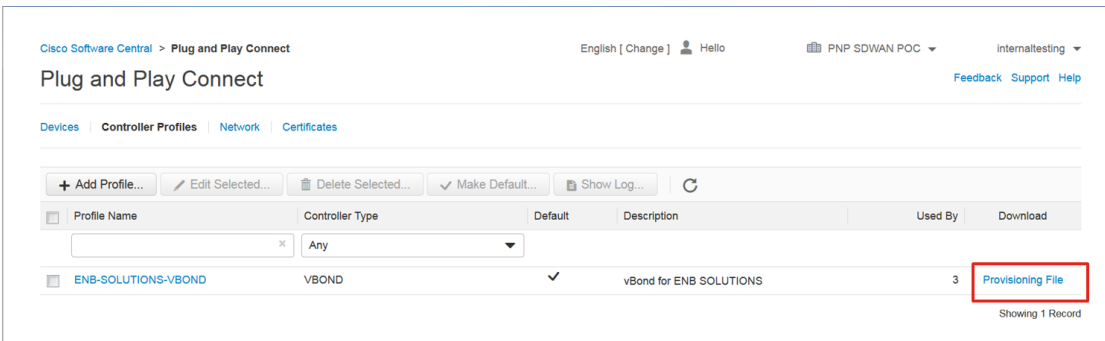 Cisco Software Central > Plug and Play Connect English [ Change ] Hello PNP SDWAN POC internaltesting
Plug and Play Connect Feedback Support Help
Devices Controller Profiles Network Certificates
+ Add Profile... Edit Selected... Delete Selected... Make Default... Show Log...
Profile Name Controller Type Default Description Used By Download
× Any
ENB-SOLUTIONS-VBOND VBOND ✓ vBond for ENB SOLUTIONS 3 Provisioning File
Showing 1 Record